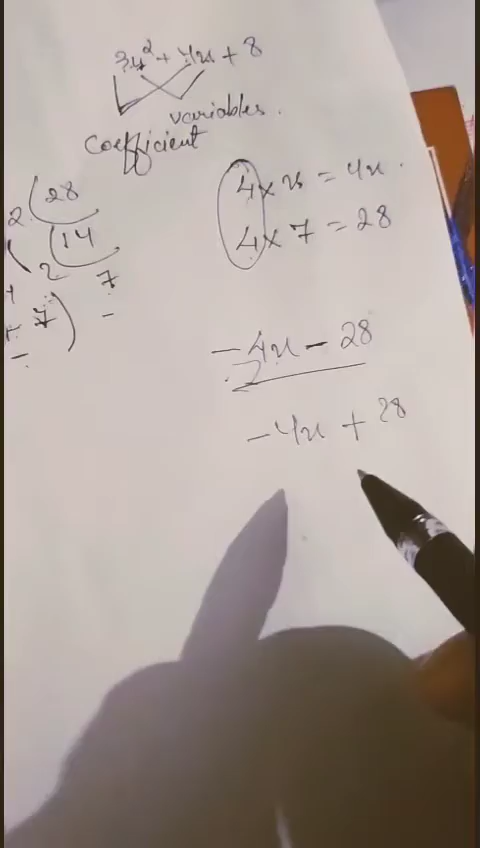 3x² + 4x + 8
variables.
Coefficient
2 28
2 14
7
7
4 × x = 4x.
4 × 7 = 28
- 4x - 28
- 4x + 28